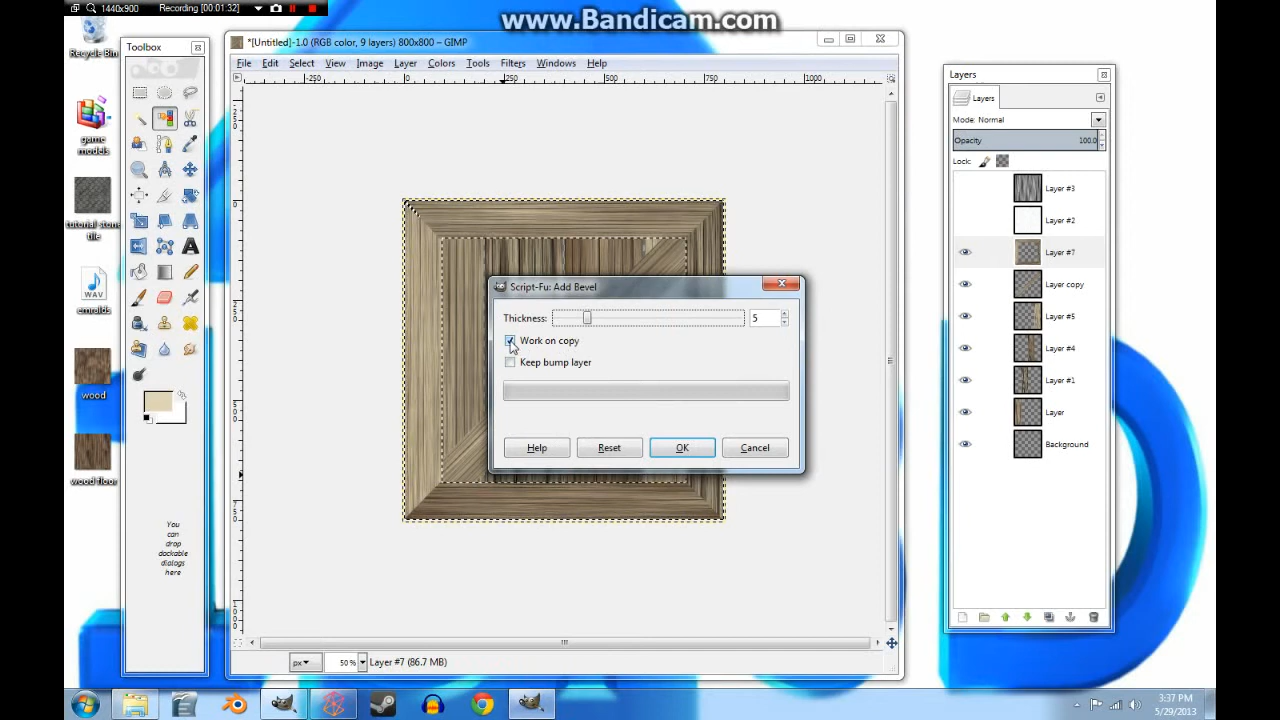 1440x900 Recording [00:01:32]
www.Bandicam.com
Recycle Bin
game models
tutorial stone tile
WAV
emralds
wood
wood floor
Toolbox
You can drop dockable dialogs here
*[Untitled]-1.0 (RGB color, 9 layers) 800x800 – GIMP
File Edit Select View Image Layer Colors Tools Filters Windows Help
-250 0 250 500 750 1000
Script-Fu: Add Bevel
Thickness: 5
Work on copy
Keep bump layer
Help Reset OK Cancel
px 50% Layer #7 (86.7 MB)
Layers
Layers
Mode: Normal
Opacity 100.0
Lock:
Layer #3
Layer #2
Layer #7
Layer copy
Layer #5
Layer #4
Layer #1
Layer
Background
3:37 PM
5/29/2013